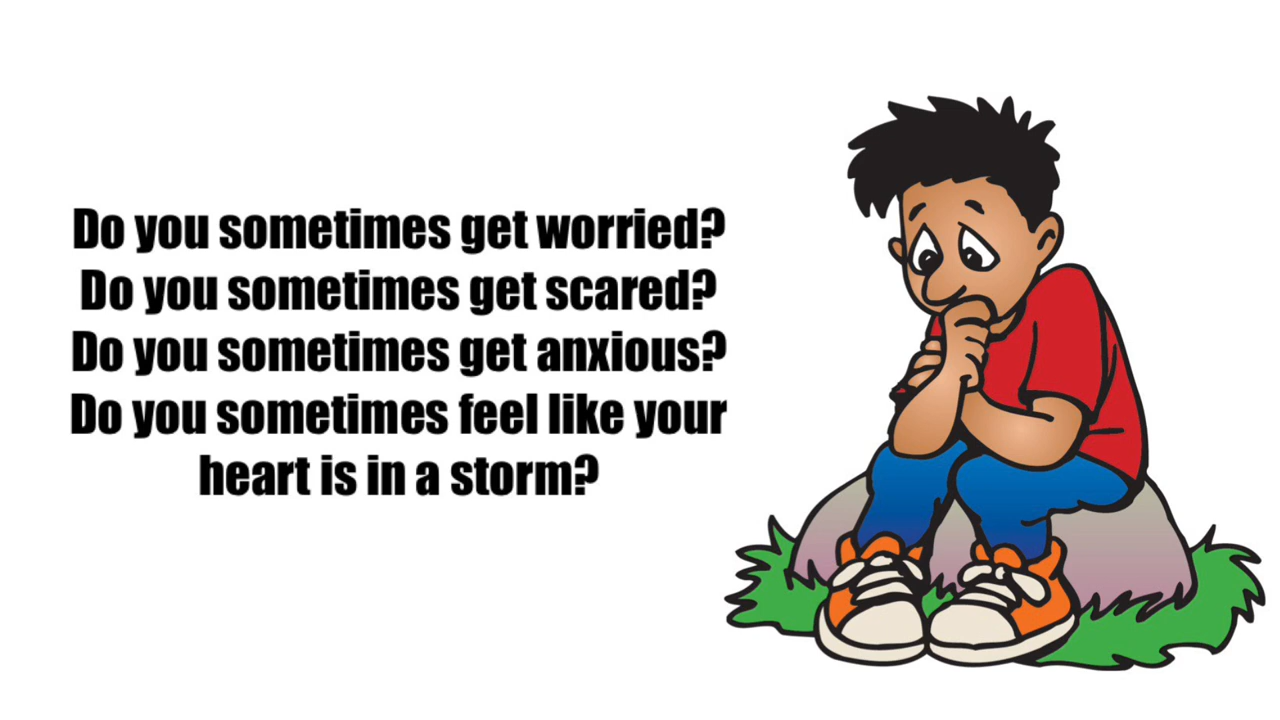 Do you sometimes get worried?
Do you sometimes get scared?
Do you sometimes get anxious?
Do you sometimes feel like your
heart is in a storm?